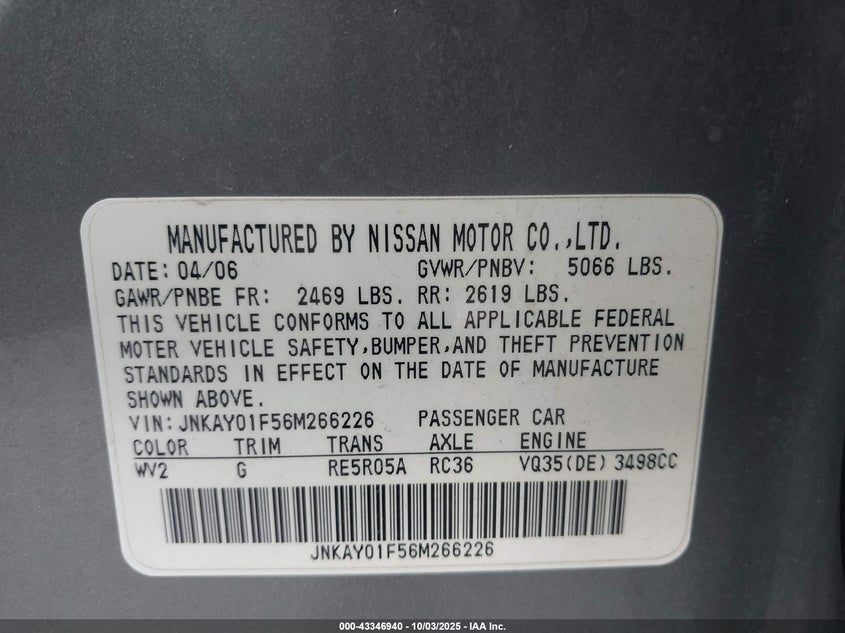 MANUFACTURED BY NISSAN MOTOR CO.,LTD.
DATE: 04/06 GVWR/PNBV: 5066 LBS.
GAWR/PNBE FR: 2469 LBS. RR: 2619 LBS.
THIS VEHICLE CONFORMS TO ALL APPLICABLE FEDERAL
MOTER VEHICLE SAFETY,BUMPER,AND THEFT PREVENTION
STANDARDS IN EFFECT ON THE DATE OF MANUFACTURE
SHOWN ABOVE.
VIN: JNKAY01F56M266226 PASSENGER CAR
COLOR TRIM TRANS AXLE ENGINE
WV2 G RE5R05A RC36 VQ35(DE) 3498CC
JNKAY01F56M266226
000-43346940 - 10/03/2025 - IAA Inc.